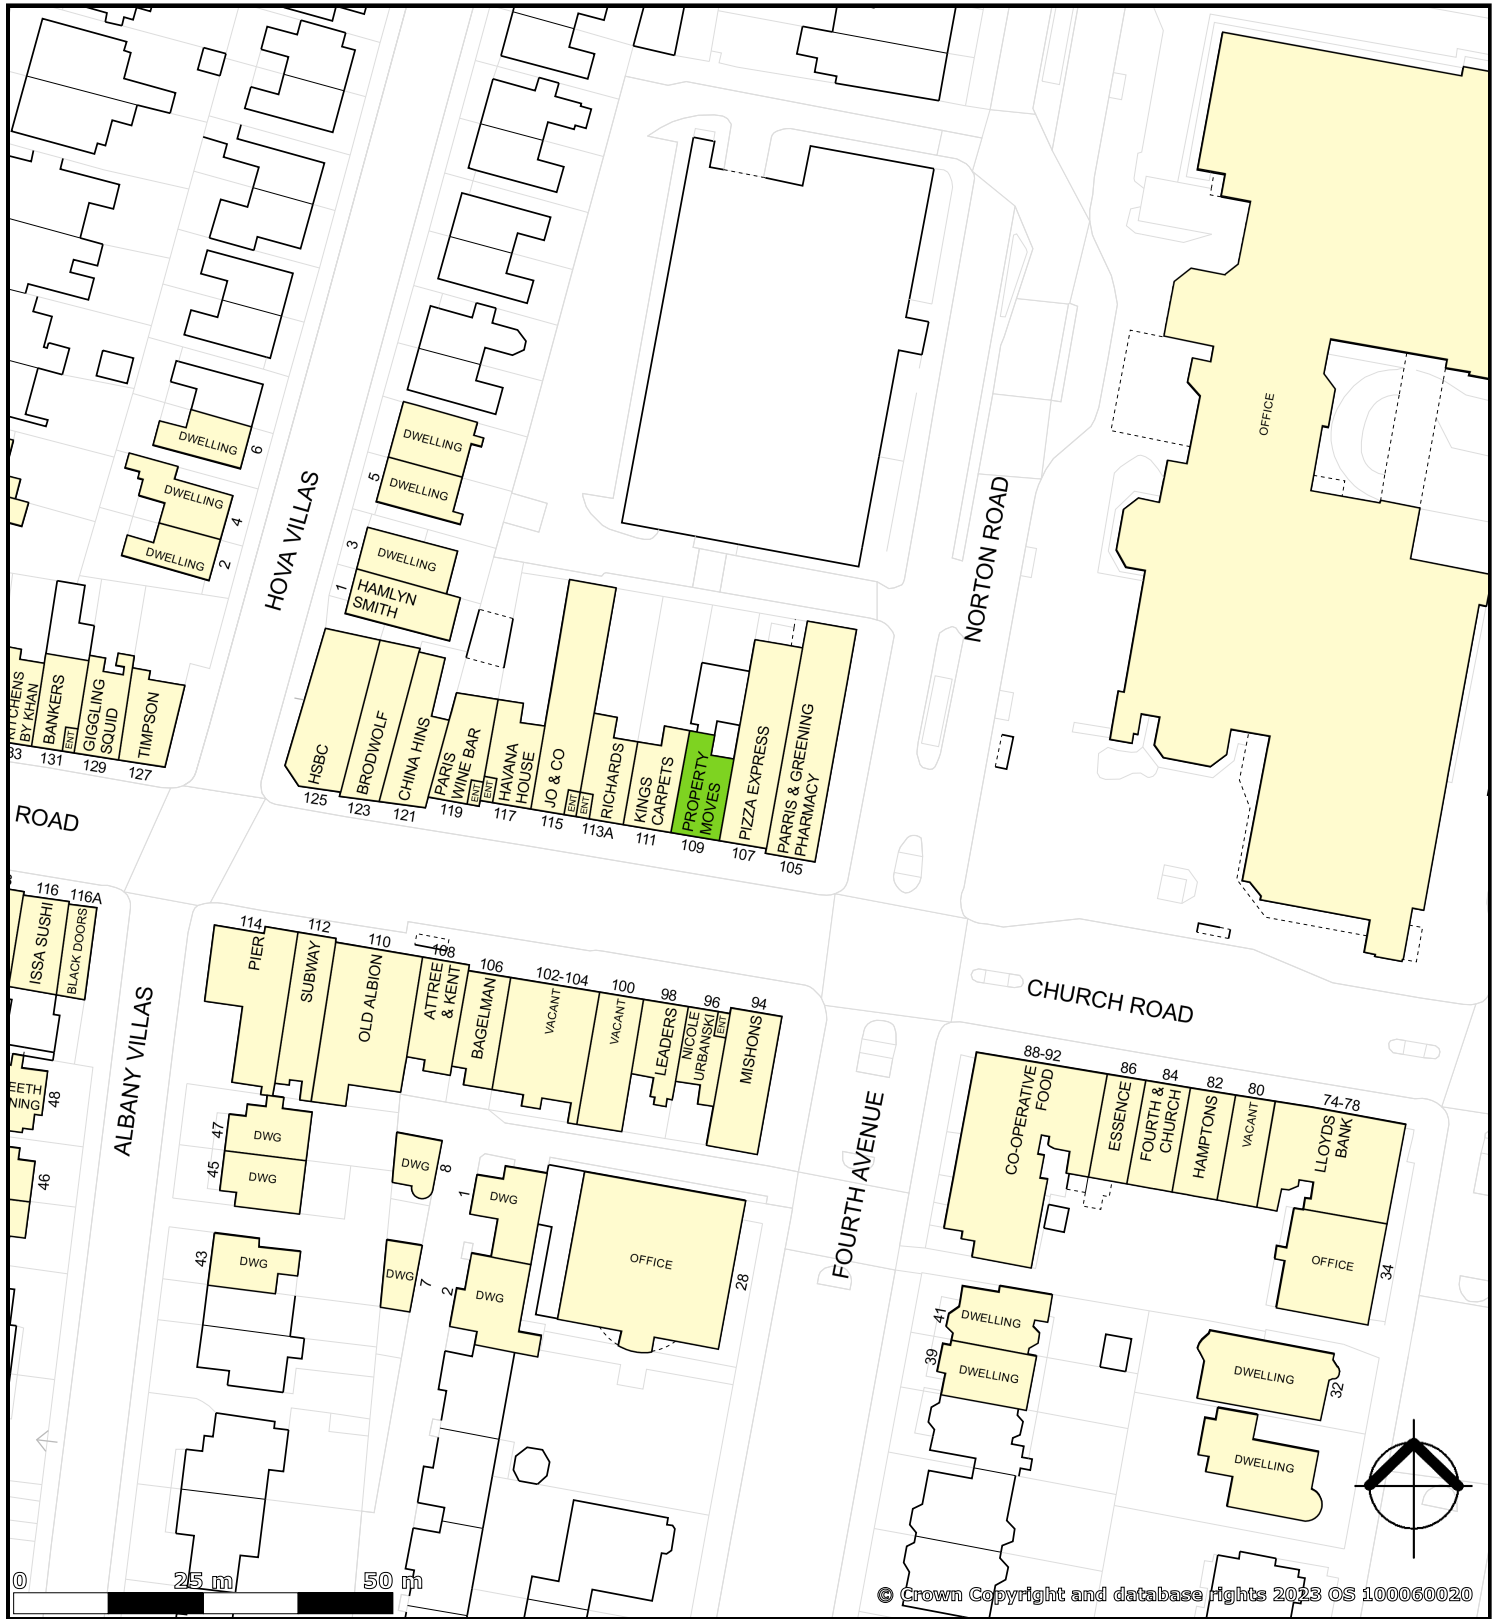 OFFICE
DWELLING
6
DWELLING
5
DWELLING
DWELLING
4
DWELLING
2
HOVA VILLAS
NORTON ROAD
3
DWELLING
1
HAMLYN
SMITH
BY KHAN
BANKERS
ENT
GIGGLING
SQUID
TIMPSON
131
129
127
HSBC
BRODWOLF
CHINA HINS
PARIS
WINE BAR
ENT
ENT
HAVANA
HOUSE
JO & CO
ENT
ENT
RICHARDS
KINGS
CARPETS
PROPERTY
MOVES
PIZZA EXPRESS
PARRIS & GREENING
PHARMACY
125
123
121
119
117
115
113A
111
109
107
105
ROAD
116
116A
ISSA SUSHI
BLACK DOORS
114
112
110
108
106
102-104
100
98
96
94
PIER
SUBWAY
OLD ALBION
ATTREE
& KENT
BAGELMAN
VACANT
VACANT
LEADERS
NICOLE
URBANSKI
ENT
MISHONS
CHURCH ROAD
ALBANY VILLAS
FOURTH AVENUE
88-92
86
84
82
80
74-78
CO-OPERATIVE
FOOD
ESSENCE
FOURTH &
CHURCH
HAMPTONS
VACANT
LLOYDS
BANK
48
46
47
DWG
45
DWG
DWG
8
1
DWG
43
DWG
DWG
7
2
DWG
OFFICE
28
OFFICE
34
41
DWELLING
39
DWELLING
DWELLING
32
DWELLING
0
25 m
50 m
© Crown Copyright and database rights 2023 OS 100060020